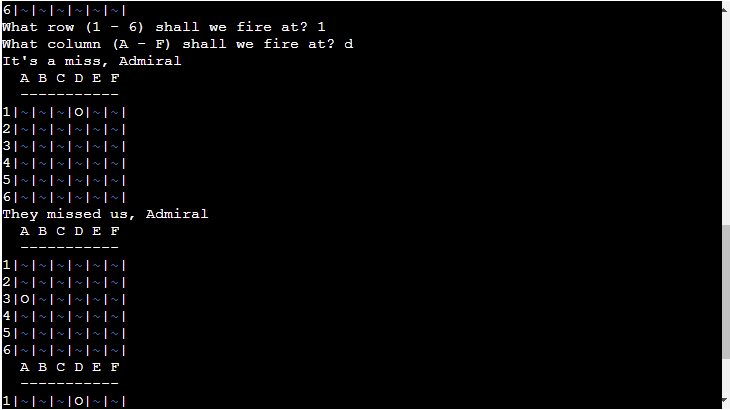 6|~|~|~|~|~|~|
What row (1 - 6) shall we fire at? 1
What column (A - F) shall we fire at? d
It's a miss, Admiral
  A B C D E F
  -----------
1|~|~|~|O|~|~|
2|~|~|~|~|~|~|
3|~|~|~|~|~|~|
4|~|~|~|~|~|~|
5|~|~|~|~|~|~|
6|~|~|~|~|~|~|
They missed us, Admiral
  A B C D E F
  -----------
1|~|~|~|~|~|~|
2|~|~|~|~|~|~|
3|O|~|~|~|~|~|
4|~|~|~|~|~|~|
5|~|~|~|~|~|~|
6|~|~|~|~|~|~|
  A B C D E F
  -----------
1|~|~|~|O|~|~|